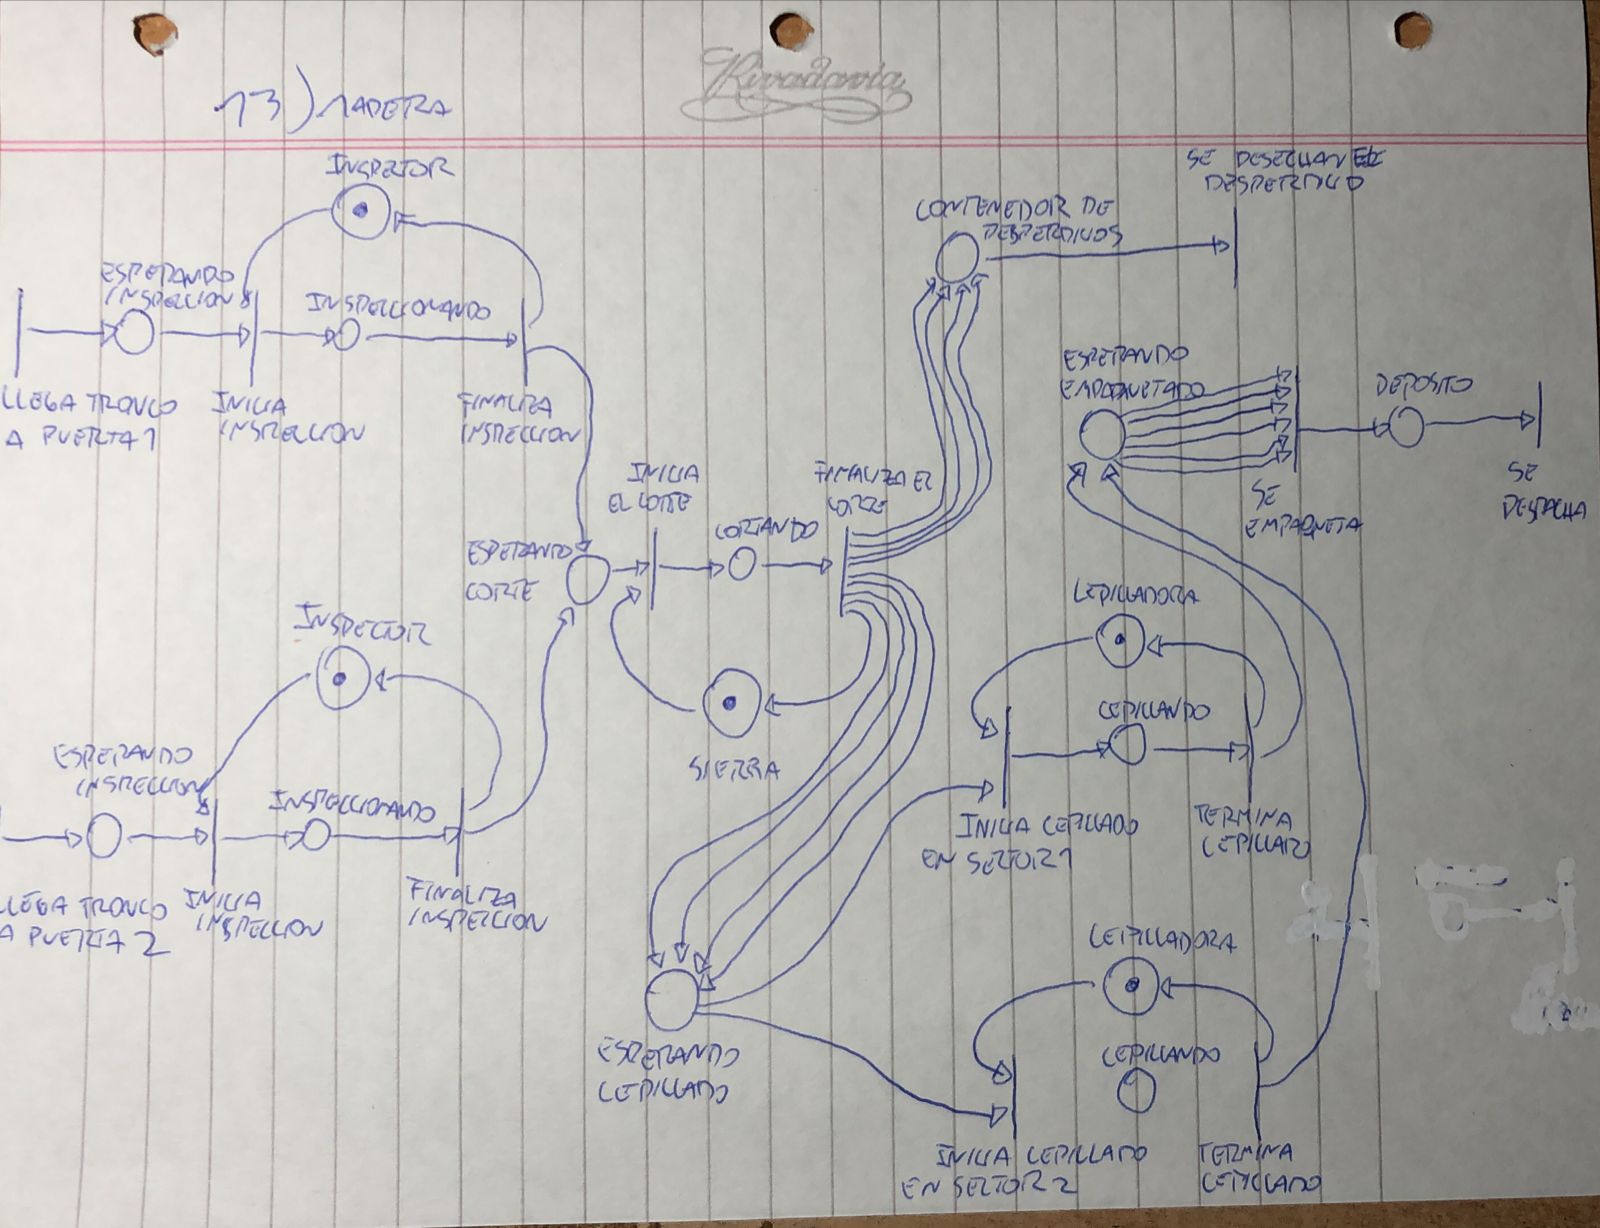 Rivadavia
13) MADERA
INSPETOR
SE DESECHAN EL
DESPERDICIO
CONTENEDOR DE
DESPERDICIOS
ESPERANDO
INSPECCION
INSPECCIONANDO
LLEGA TRONCO
A PUERTA 1
INICIA
INSPECCION
FINALIZA
INSPECCION
ESPERANDO
EMPAQUETADO
DEPOSITO
SE
EMPAQUETA
SE
DESPACHA
INICIA
EL CORTE
CORTANDO
FINALIZA EL
CORTE
ESPERANDO
CORTE
SIERRA
INSPECTOR
ESPERANDO
INSPECCION
INSPECCIONANDO
LLEGA TRONCO
A PUERTA 2
INICIA
INSPECCION
FINALIZA
INSPECCION
CEPILLADORA
CEPILLANDO
INICIA CEPILLADO
EN SECTOR 1
TERMINA
CEPILLADO
ESPERANDO
CEPILLADO
CEPILLADORA
CEPILLANDO
INICIA CEPILLADO
EN SECTOR 2
TERMINA
CEPILLADO